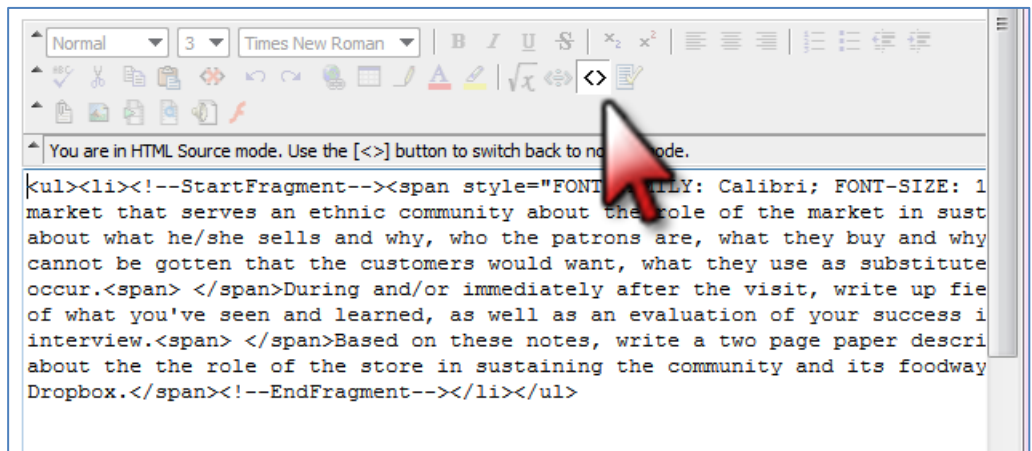 Normal 3 Times New Roman B I U S x₂ x²
ABC √x <> 
You are in HTML Source mode. Use the [<>] button to switch back to no ode.
<ul><li><!--StartFragment--><span style="FONT ILY: Calibri; FONT-SIZE: 1
market that serves an ethnic community about the role of the market in sust
about what he/she sells and why, who the patrons are, what they buy and why
cannot be gotten that the customers would want, what they use as substitute
occur.<span> </span>During and/or immediately after the visit, write up fie
of what you've seen and learned, as well as an evaluation of your success i
interview.<span> </span>Based on these notes, write a two page paper descri
about the the role of the store in sustaining the community and its foodway
Dropbox.</span><!--EndFragment--></li></ul>